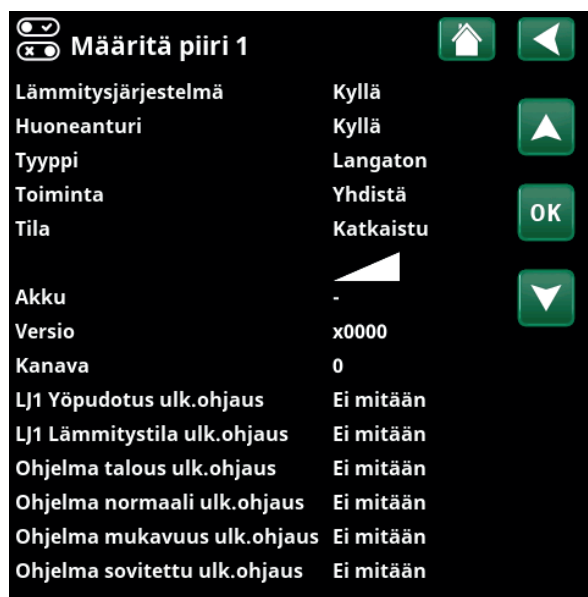 Määritä piiri 1
Lämmitysjärjestelmä Kyllä
Huoneanturi Kyllä
Tyyppi Langaton
Toiminta Yhdistä
Tila Katkaistu
OK
Akku -
Versio x0000
Kanava 0
LJ1 Yöpudotus ulk.ohjaus Ei mitään
LJ1 Lämmitystila ulk.ohjaus Ei mitään
Ohjelma talous ulk.ohjaus Ei mitään
Ohjelma normaali ulk.ohjaus Ei mitään
Ohjelma mukavuus ulk.ohjaus Ei mitään
Ohjelma sovitettu ulk.ohjaus Ei mitään